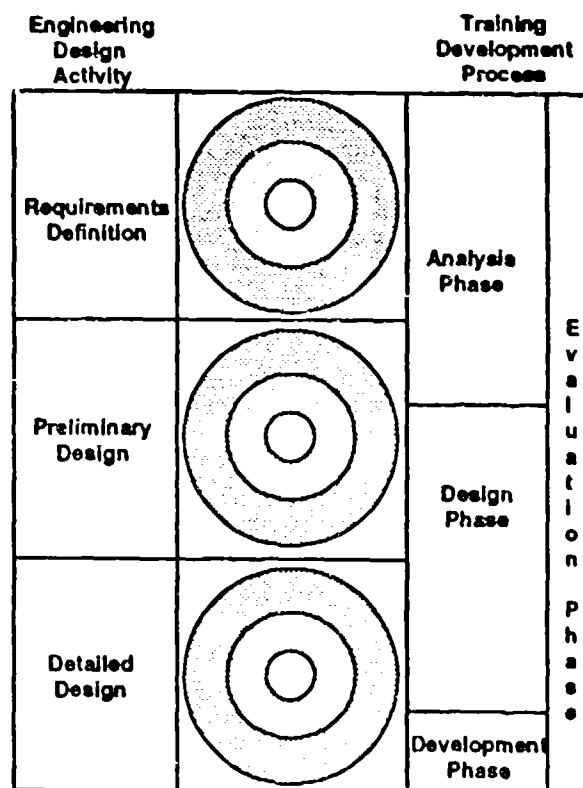 Engineering
Design
Activity
Training
Development
Process
Requirements
Definition
Analysis
Phase
Preliminary
Design
Design
Phase
Detailed
Design
Development
Phase
Evaluation Phase